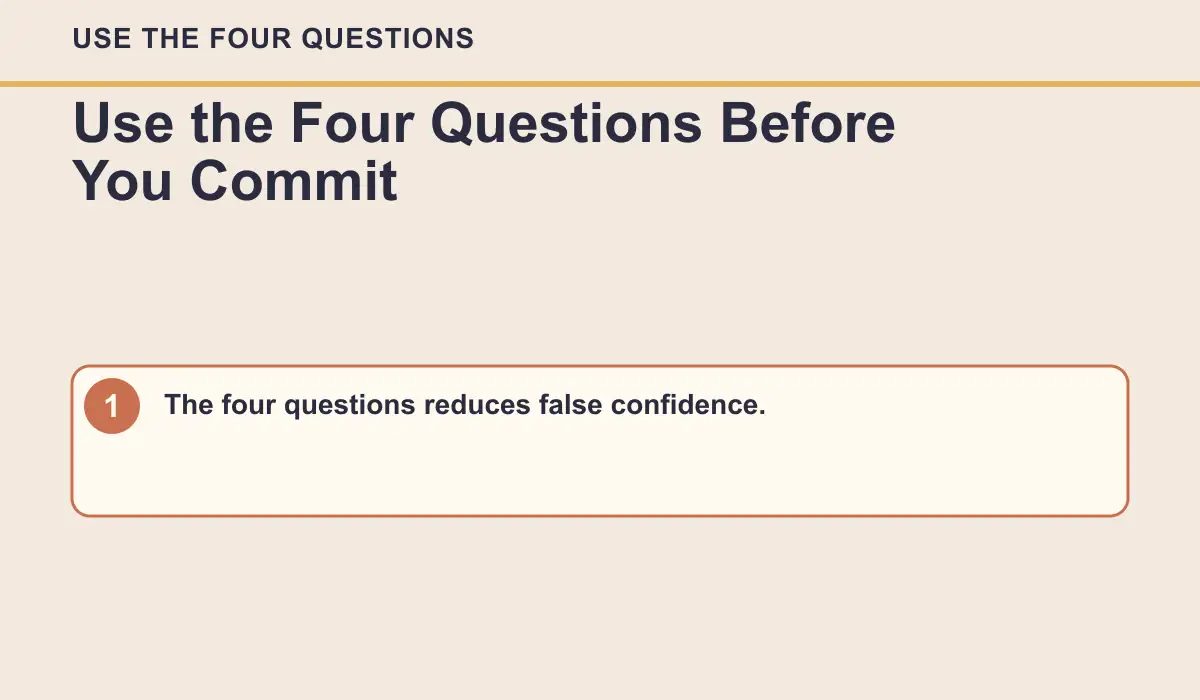 USE THE FOUR QUESTIONS
Use the Four Questions Before
You Commit
1
The four questions reduces false confidence.